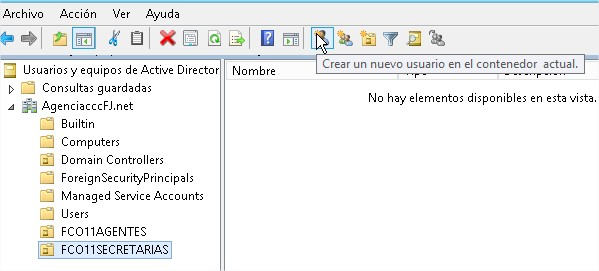 Archivo Acción Ver Ayuda
Crear un nuevo usuario en el contenedor actual.
Usuarios y equipos de Active Director
Nombre
Consultas guardadas
AgenciacccFJ.net
No hay elementos disponibles en esta vista.
Builtin
Computers
Domain Controllers
ForeignSecurityPrincipals
Managed Service Accounts
Users
FCO11AGENTES
FCO11SECRETARIAS